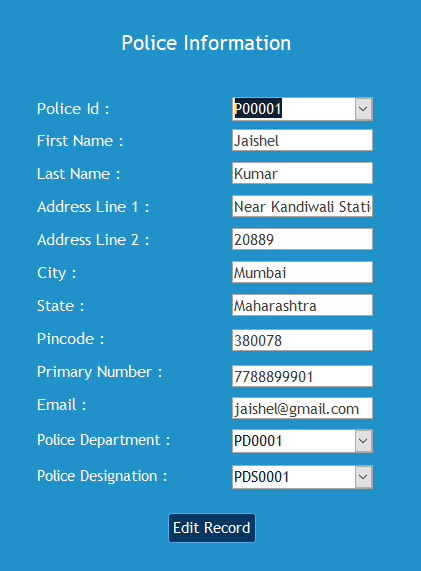 Police Information
Police Id : P00001
First Name : Jaishel
Last Name : Kumar
Address Line 1 : Near Kandiwali Static
Address Line 2 : 20889
City : Mumbai
State : Maharashtra
Pincode : 380078
Primary Number : 7788899901
Email : jaishel@gmail.com
Police Department : PD0001
Police Designation : PDS0001
Edit Record